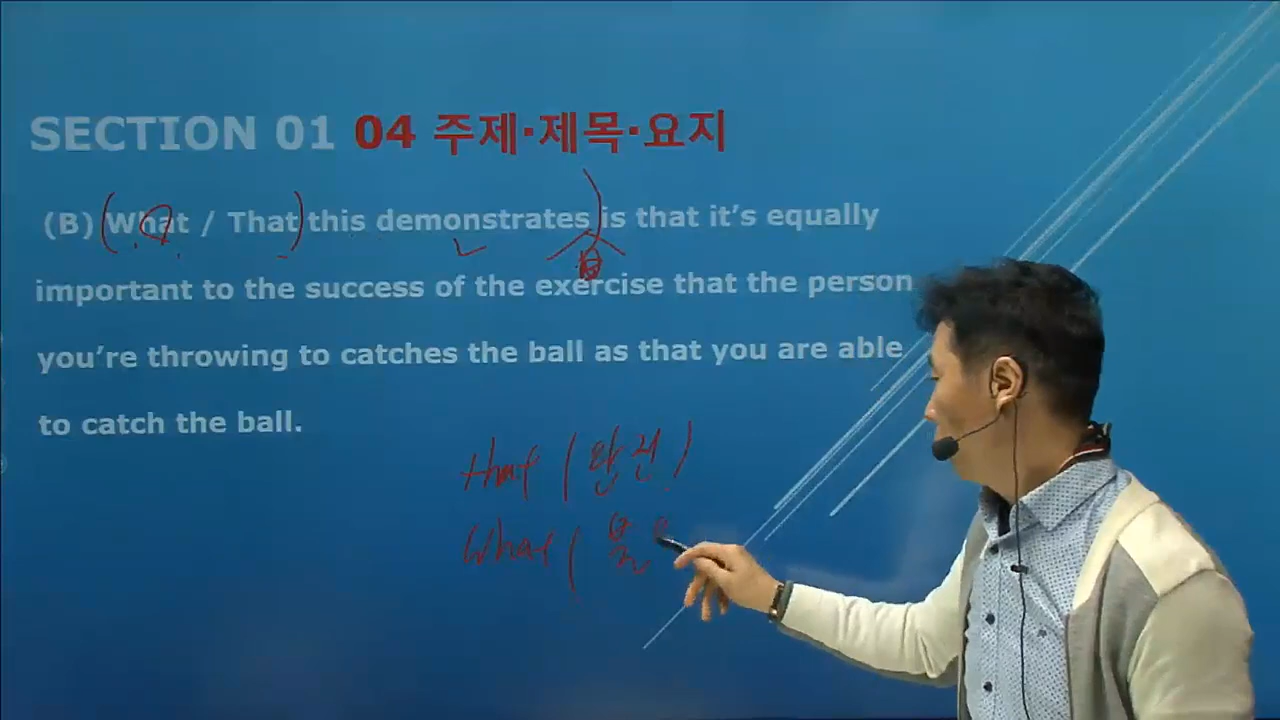 SECTION 01 04 주제·제목·요지
(B) (What / That) this demonstrates) is that it's equally
important to the success of the exercise that the person
you're throwing to catches the ball as that you are able
to catch the ball.
that (완전)
What (불